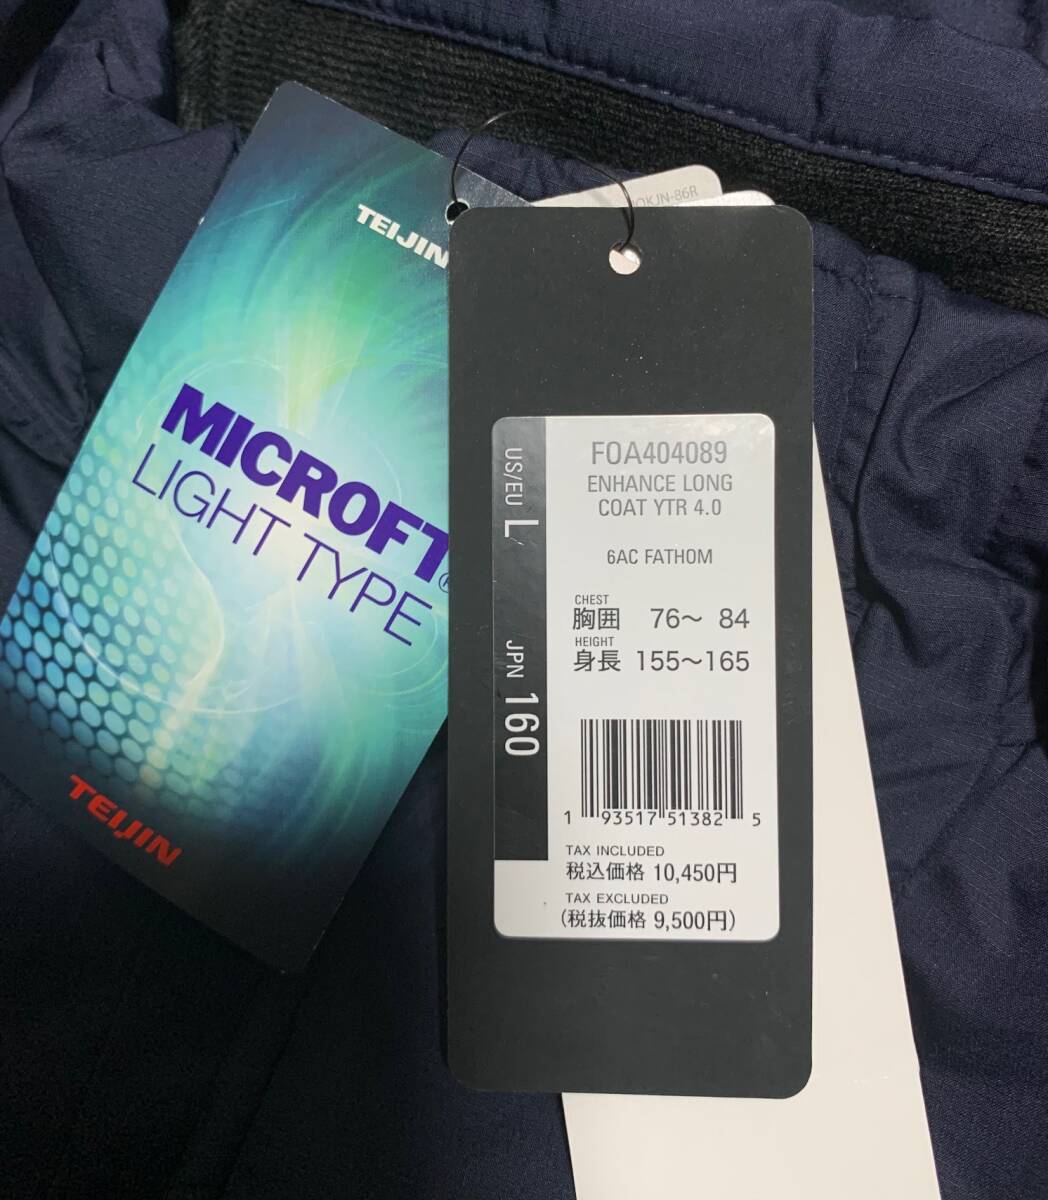 TEIJIN
MICROFT
LIGHT TYPE
TEIJIN
US/EU L
JPN 160
FOA404089
ENHANCE LONG
COAT YTR 4.0
6AC FATHOM
CHEST
胸囲 76~ 84
HEIGHT
身長 155~165
1 93517 51382 5
TAX INCLUDED
税込価格 10,450円
TAX EXCLUDED
(税抜価格 9,500円)